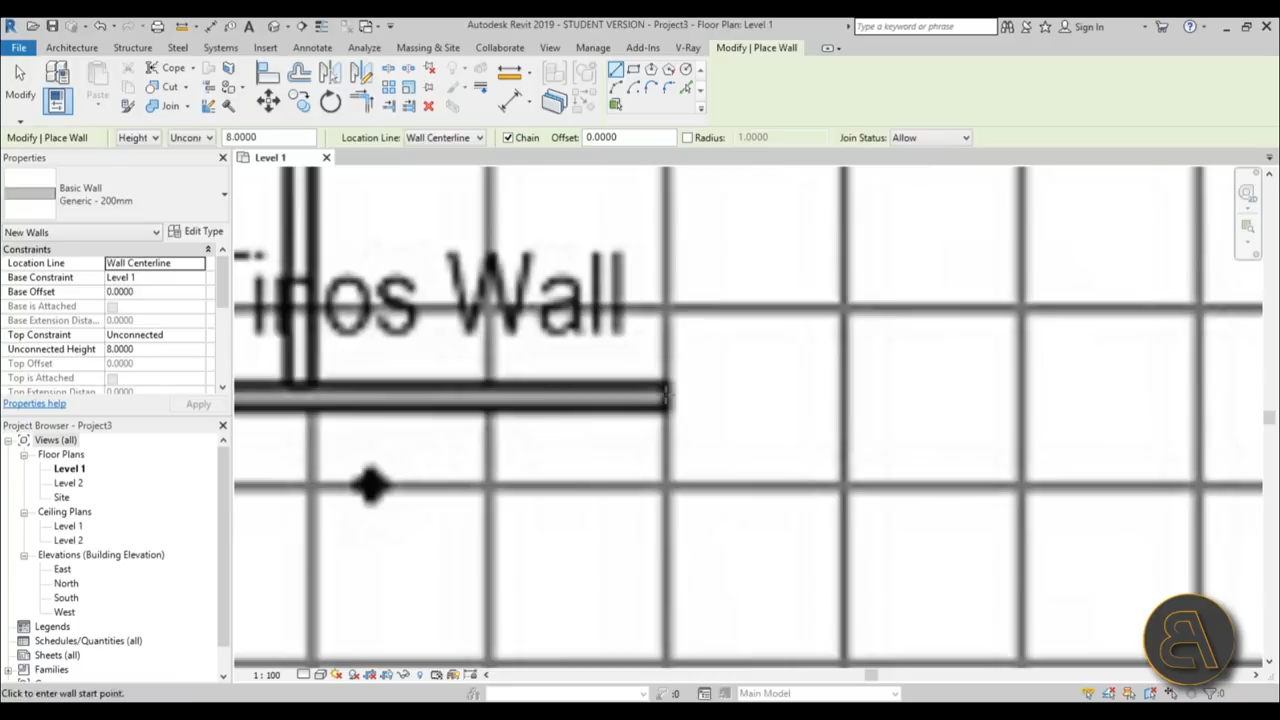 Autodesk Revit 2019 - STUDENT VERSION - Project3 - Floor Plan: Level 1
Type a keyword or phrase
Sign In
File Architecture Structure Steel Systems Insert Annotate Analyze Massing & Site Collaborate View Manage Add-Ins V-Ray Modify | Place Wall
Modify
Paste
Cope
Cut
Join
Modify | Place Wall Height Unconr 8.0000 Location Line: Wall Centerline Chain Offset: 0.0000 Radius: 1.0000 Join Status: Allow
Properties
Level 1
Basic Wall
Generic - 200mm
New Walls Edit Type
Constraints
Location Line Wall Centerline
Base Constraint Level 1
Base Offset 0.0000
Base is Attached
Base Extension Dista... 0.0000
Top Constraint Unconnected
Unconnected Height 8.0000
Top Offset 0.0000
Top is Attached
Top Extension Distan... 0.0000
Properties help Apply
Project Browser - Project3
Views (all)
Floor Plans
Level 1
Level 2
Site
Ceiling Plans
Level 1
Level 2
Elevations (Building Elevation)
East
North
South
West
Legends
Schedules/Quantities (all)
Sheets (all)
Families
Wall
1 : 100
Click to enter wall start point.
:0
Main Model
:0